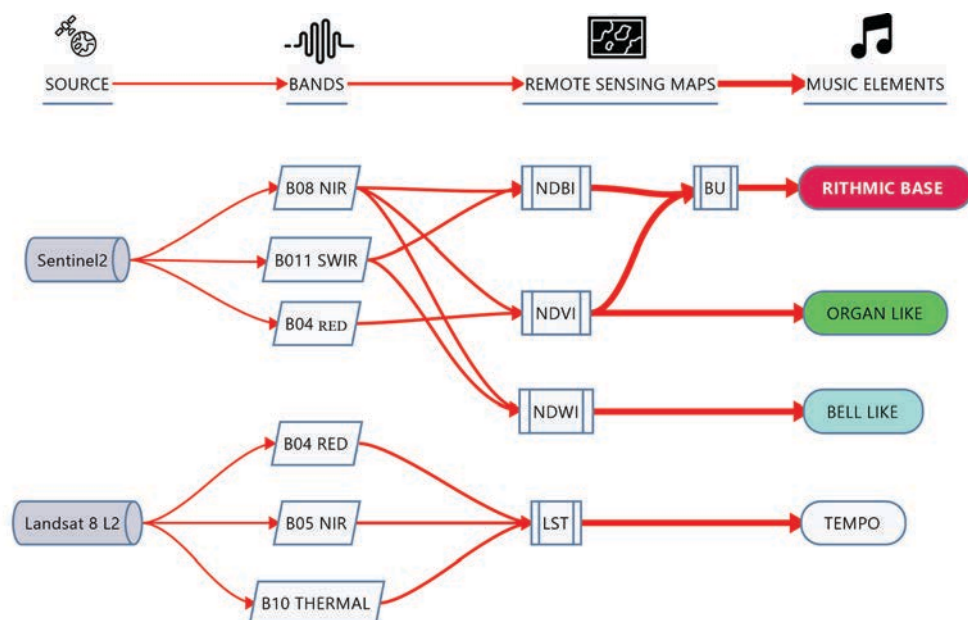 SOURCE
BANDS
REMOTE SENSING MAPS
MUSIC ELEMENTS
B08 NIR
NDBI
BU
RITHMIC BASE
Sentinel2
B011 SWIR
B04 RED
NDVI
ORGAN LIKE
NDWI
BELL LIKE
B04 RED
Landsat 8 L2
B05 NIR
LST
TEMPO
B10 THERMAL